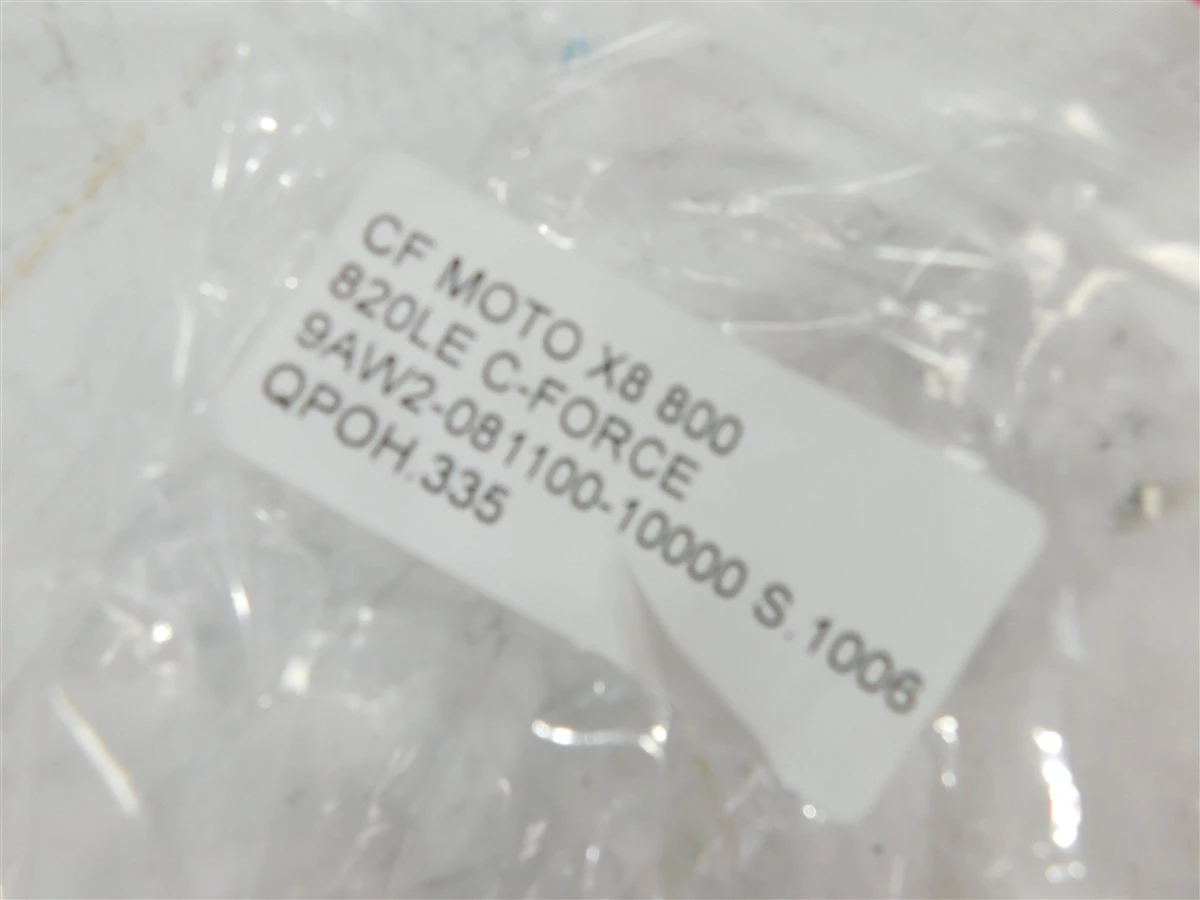 CF MOTO X8 800
820LE C-FORCE
9AW2-081100-10000 S.1006
QPOH.335